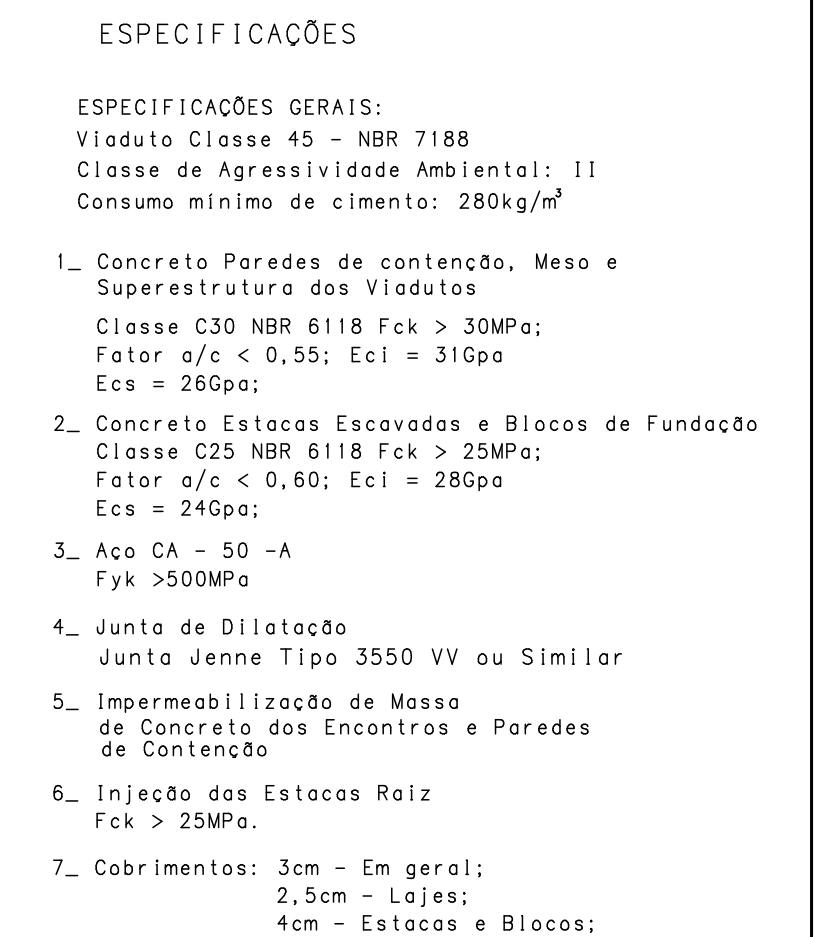 ESPECIFICAÇÕES
ESPECIFICAÇÕES GERAIS:
Viaduto Classe 45 - NBR 7188
Classe de Agressividade Ambiental: II
Consumo mínimo de cimento: 280kg/m³
1_ Concreto Paredes de contenção, Meso e
Superestrutura dos Viadutos
Classe C30 NBR 6118 Fck > 30MPa;
Fator a/c < 0,55; Eci = 31Gpa
Ecs = 26Gpa;
2_ Concreto Estacas Escavadas e Blocos de Fundação
Classe C25 NBR 6118 Fck > 25MPa;
Fator a/c < 0,60; Eci = 28Gpa
Ecs = 24Gpa;
3_ Aço CA - 50 -A
Fyk >500MPa
4_ Junta de Dilatação
Junta Jenne Tipo 3550 VV ou Similar
5_ Impermeabilização de Massa
de Concreto dos Encontros e Paredes
de Contenção
6_ Injeção das Estacas Raiz
Fck > 25MPa.
7_ Cobrimentos: 3cm - Em geral;
2,5cm - Lajes;
4cm - Estacas e Blocos;